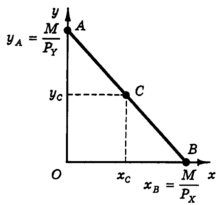 y
y_A = M/P_Y
A
y_C
C
B
O
x_C
x
x_B = M/P_X